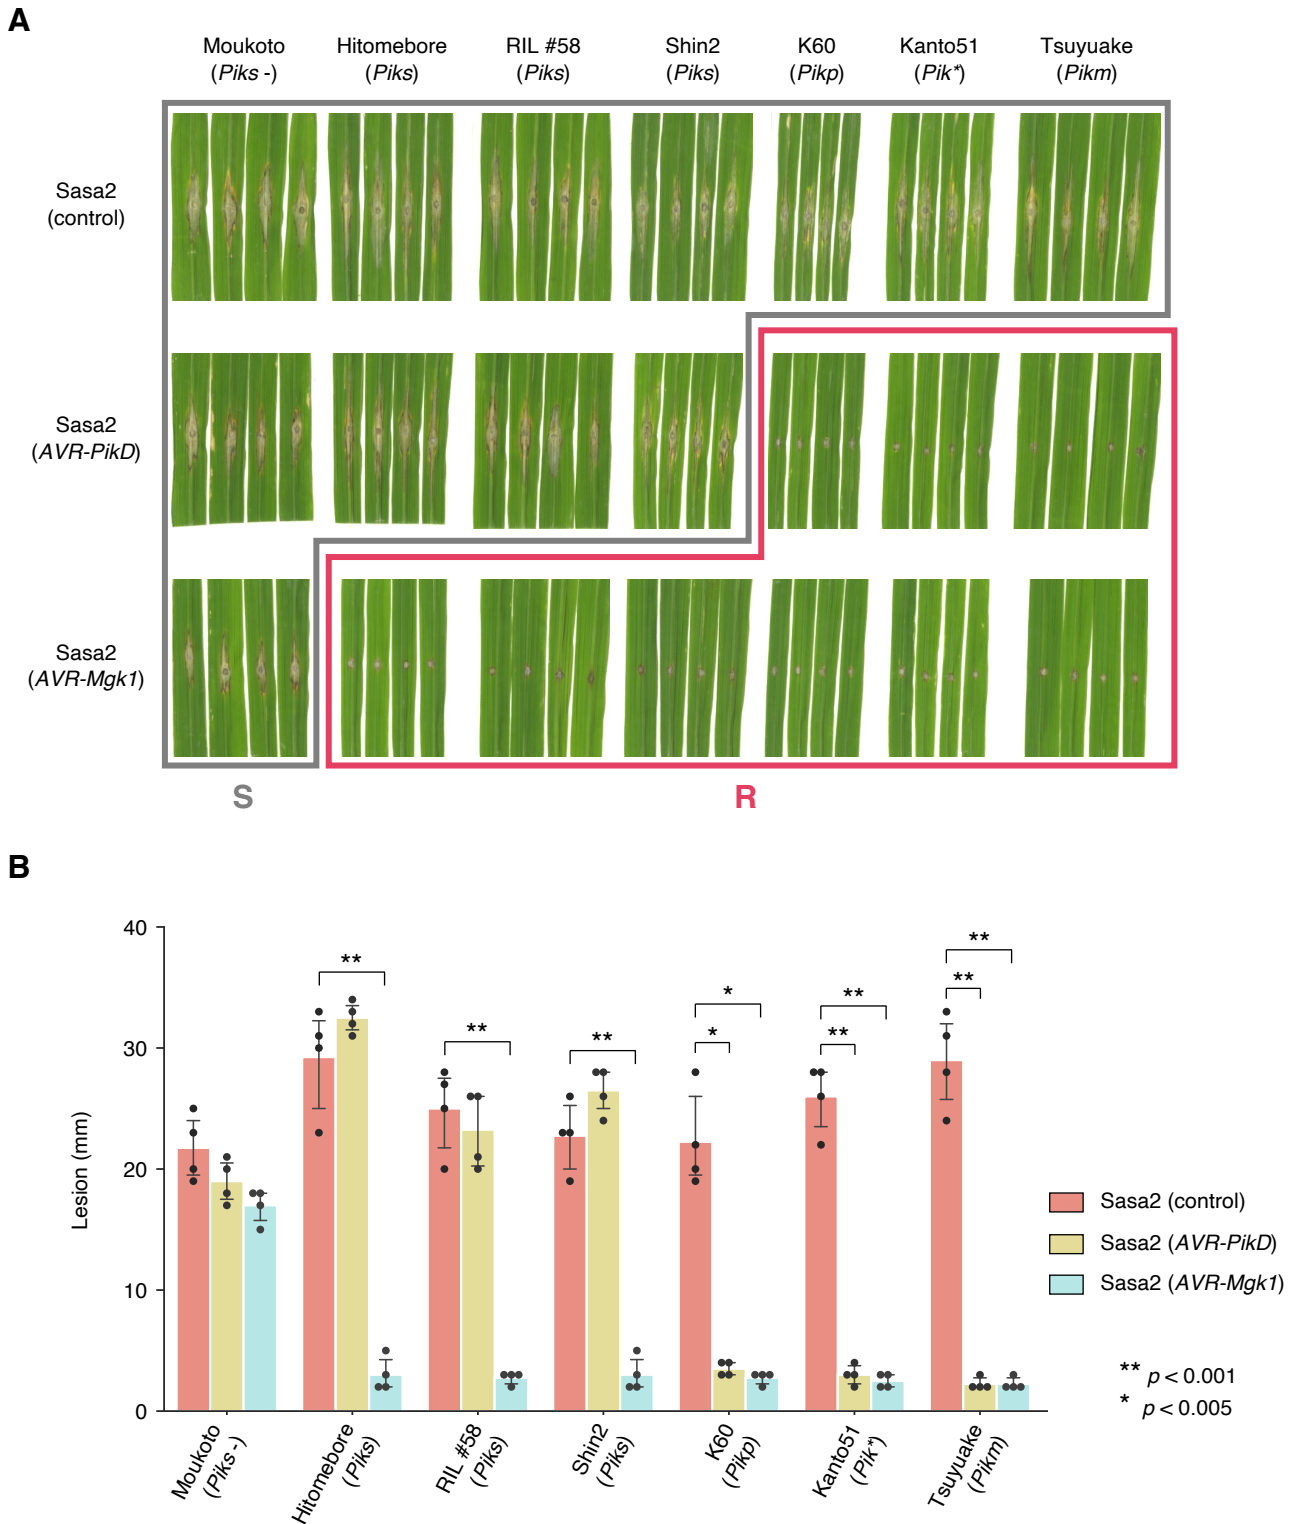 A
Moukoto
(Piks -)
Hitomebore
(Piks)
RIL #58
(Piks)
Shin2
(Piks)
K60
(Pikp)
Kanto51
(Pik*)
Tsuyuake
(Pikm)
Sasa2
(control)
Sasa2
(AVR-PikD)
Sasa2
(AVR-Mgk1)
S
R
B
Lesion (mm)
40
30
20
10
0
**
**
**
*
*
**
**
**
**
Moukoto
(Piks -)
Hitomebore
(Piks)
RIL #58
(Piks)
Shin2
(Piks)
K60
(Pikp)
Kanto51
(Pik*)
Tsuyuake
(Pikm)
Sasa2 (control)
Sasa2 (AVR-PikD)
Sasa2 (AVR-Mgk1)
** p < 0.001
* p < 0.005